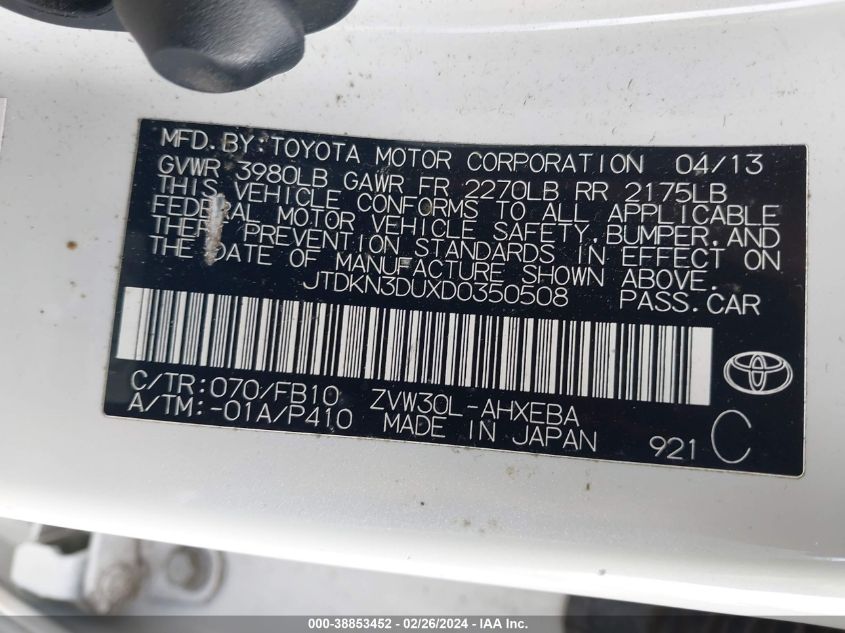 MFD.BY:TOYOTA MOTOR CORPORATION 04/13
GVWR 3980LB GAWR FR 2270LB RR 2175LB
THIS VEHICLE CONFORMS TO ALL APPLICABLE
FEDERAL MOTOR VEHICLE SAFETY,BUMPER,AND
THEFT PREVENTION STANDARDS IN EFFECT ON
THE DATE OF MANUFACTURE SHOWN ABOVE.
JTDKN3DUXD0350508 PASS.CAR
C/TR:070/FB10 ZVW30L-AHXEBA
A/TM:-01A/P410 MADE IN JAPAN 921 C
000-38853452 - 02/26/2024 - IAA Inc.